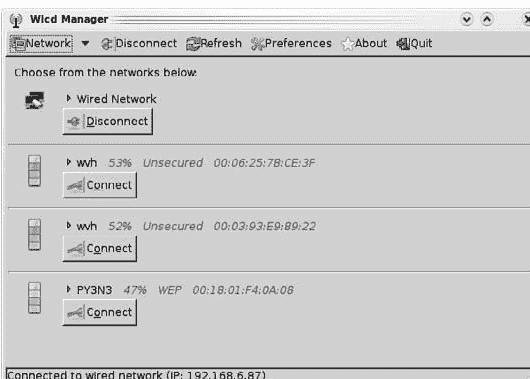 Wicd Manager
Network Disconnect Refresh Preferences About Quit
Choose from the networks below:
Wired Network
Disconnect
wvh 53% Unsecured 00:06:25:7B:CE:3F
Connect
wvh 52% Unsecured 00:03:93:E9:89:22
Connect
PY3N3 47% WEP 00:18:01:F4:0A:08
Connect
Connected to wired network (IP: 192.168.6.87)